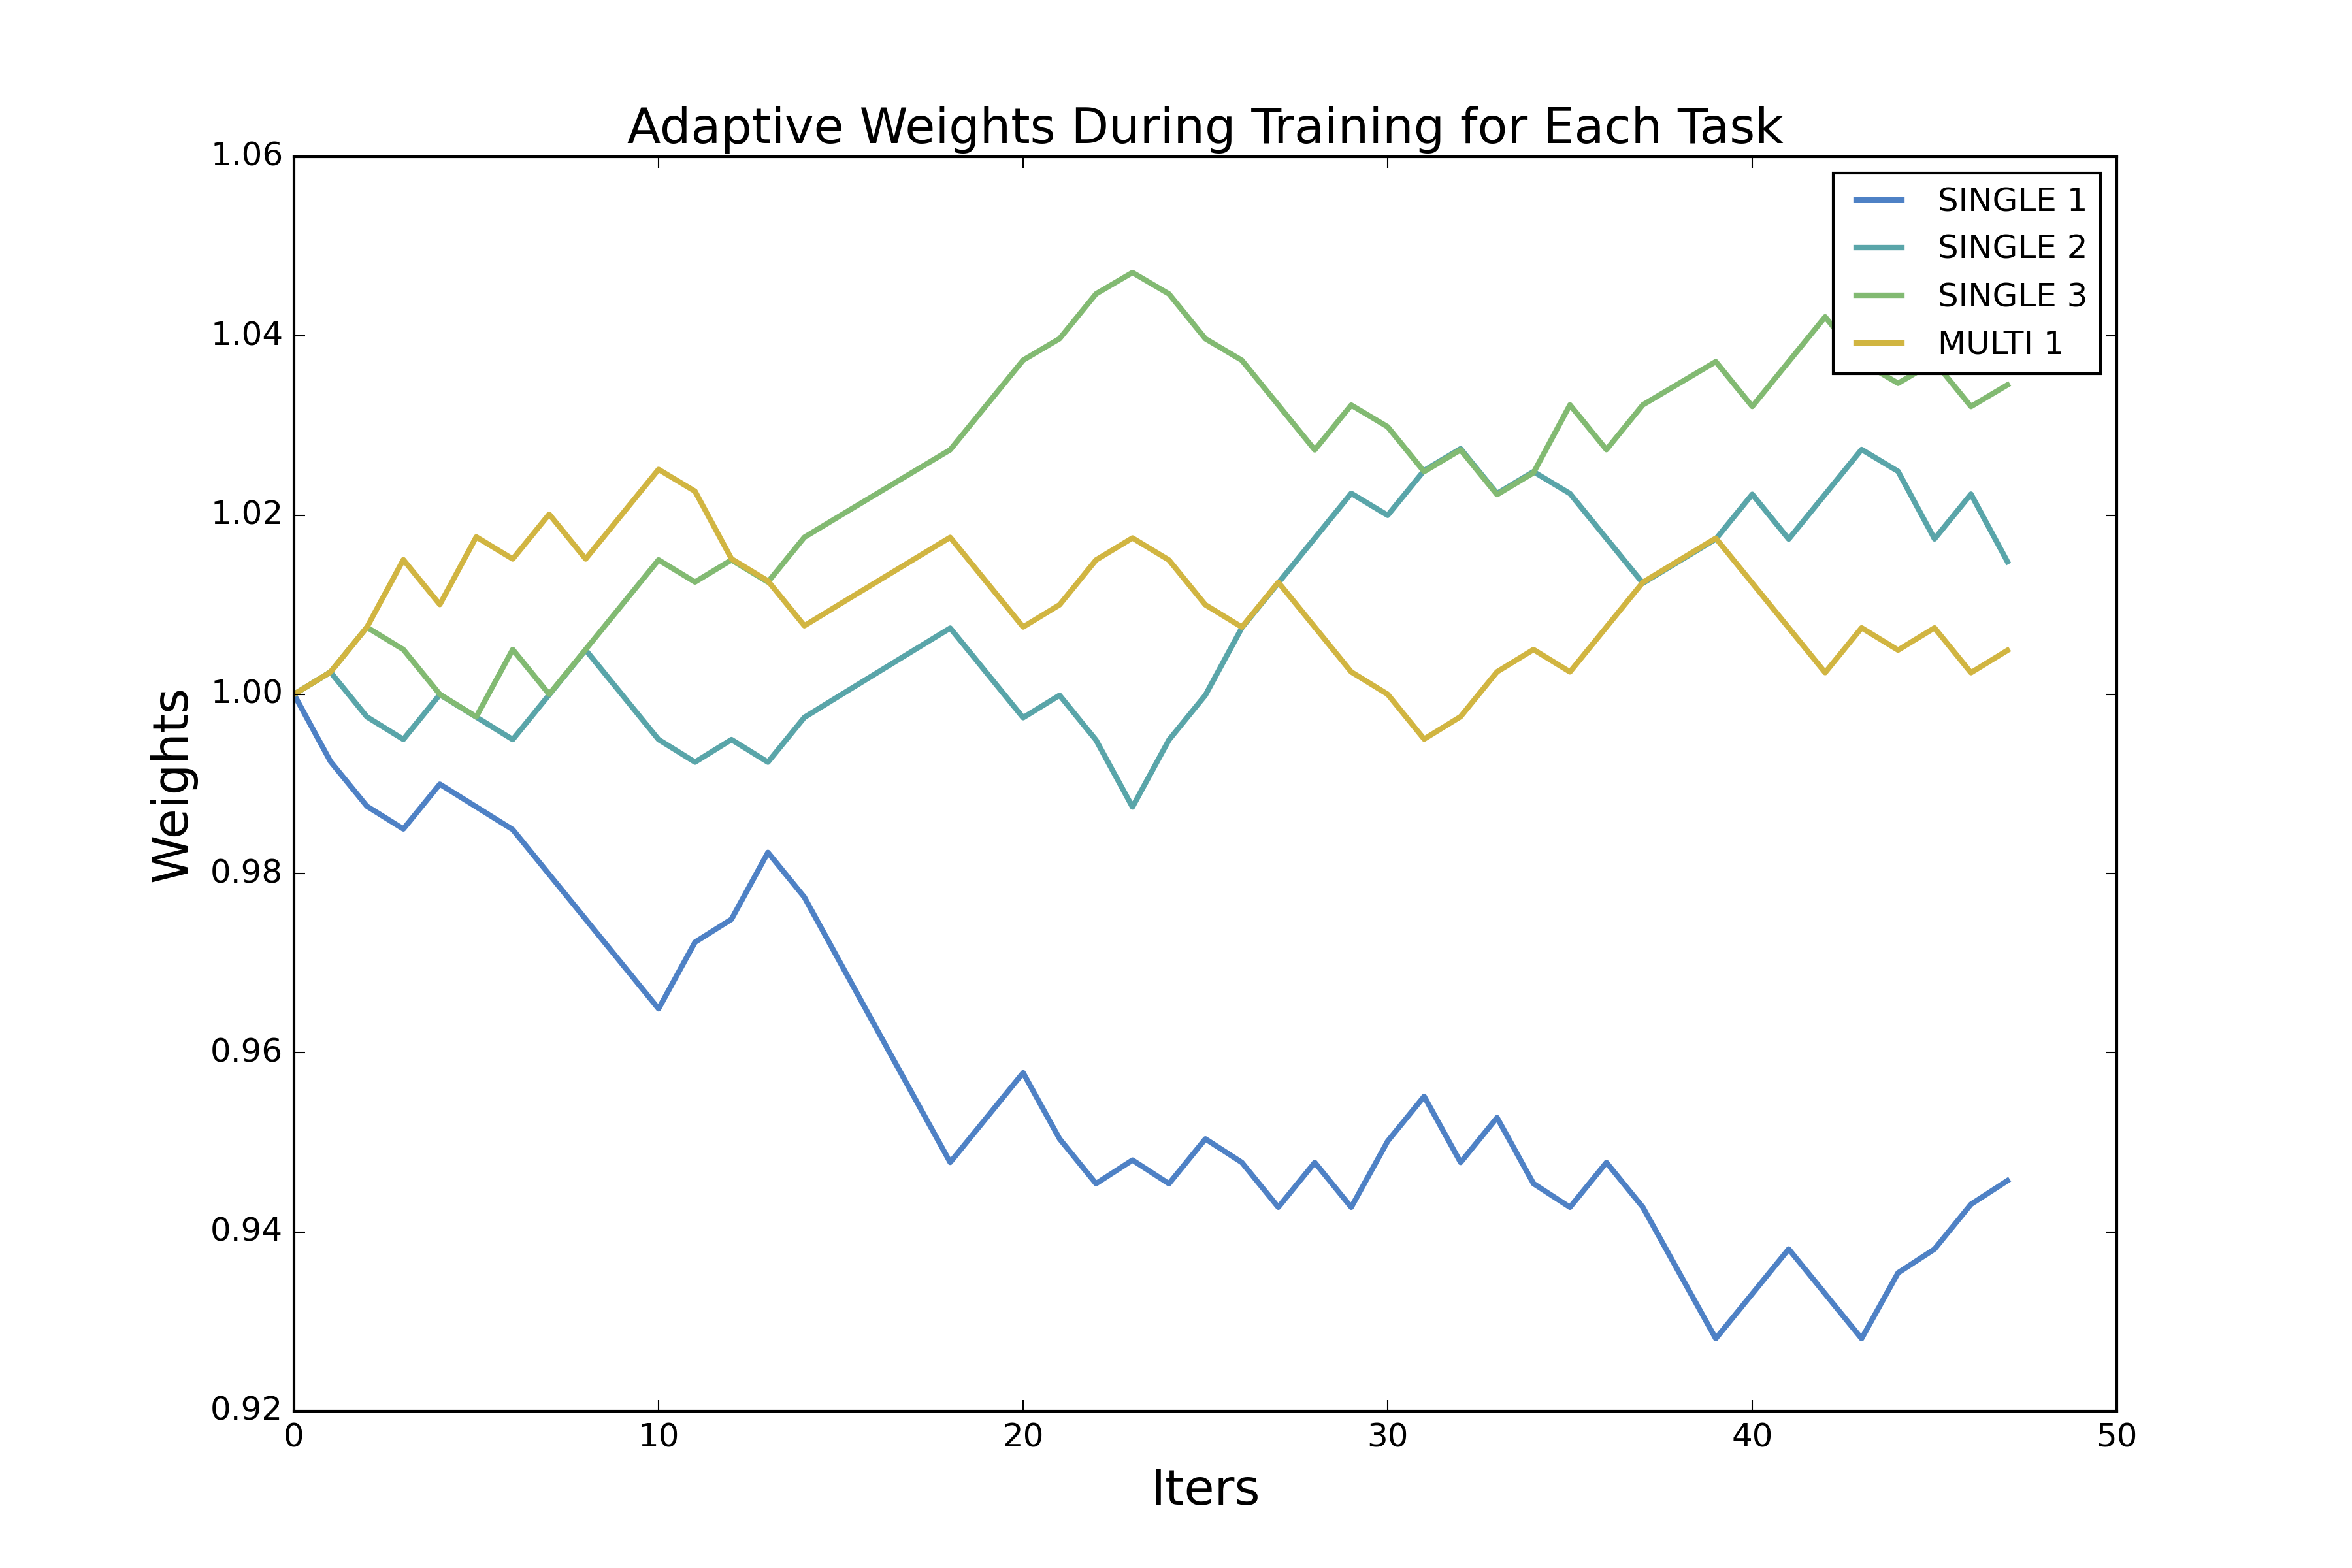 Adaptive Weights During Training for Each Task
1.06
1.04
1.02
1.00
0.98
0.96
0.94
0.92
Weights
SINGLE 1
SINGLE 2
SINGLE 3
MULTI 1
0 10 20 30 40 50
Iters